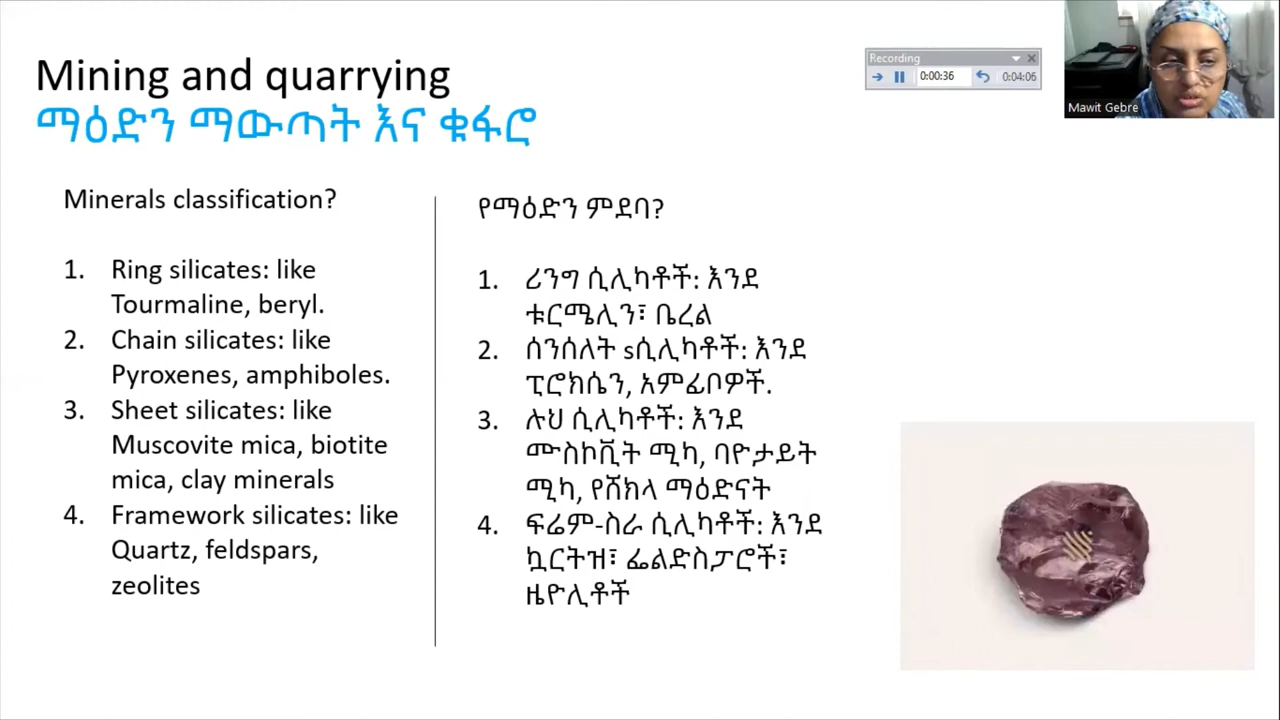 Mining and quarrying
ማዕድን ማውጣት እና ቁፋሮ
Recording
0:00:36
0:04:06
Mawit Gebre
Minerals classification?
1. Ring silicates: like
Tourmaline, beryl.
2. Chain silicates: like
Pyroxenes, amphiboles.
3. Sheet silicates: like
Muscovite mica, biotite
mica, clay minerals
4. Framework silicates: like
Quartz, feldspars,
zeolites
የማዕድን ምደባ?
1. ሪንግ ሲሊካቶች: እንደ
ቱርሜሊን፣ ቤረል
2. ሰንሰለት sሲሊካቶች: እንደ
ፒሮክሴን, አምፊቦዎች.
3. ሉህ ሲሊካቶች: እንደ
ሙስኮቪት ሚካ, ባዮታይት
ሚካ, የሸክላ ማዕድናት
4. ፍሬም-ስራ ሲሊካቶች: እንደ
ኳርትዝ፣ ፌልድስፓሮች፣
ዜዮሊቶች